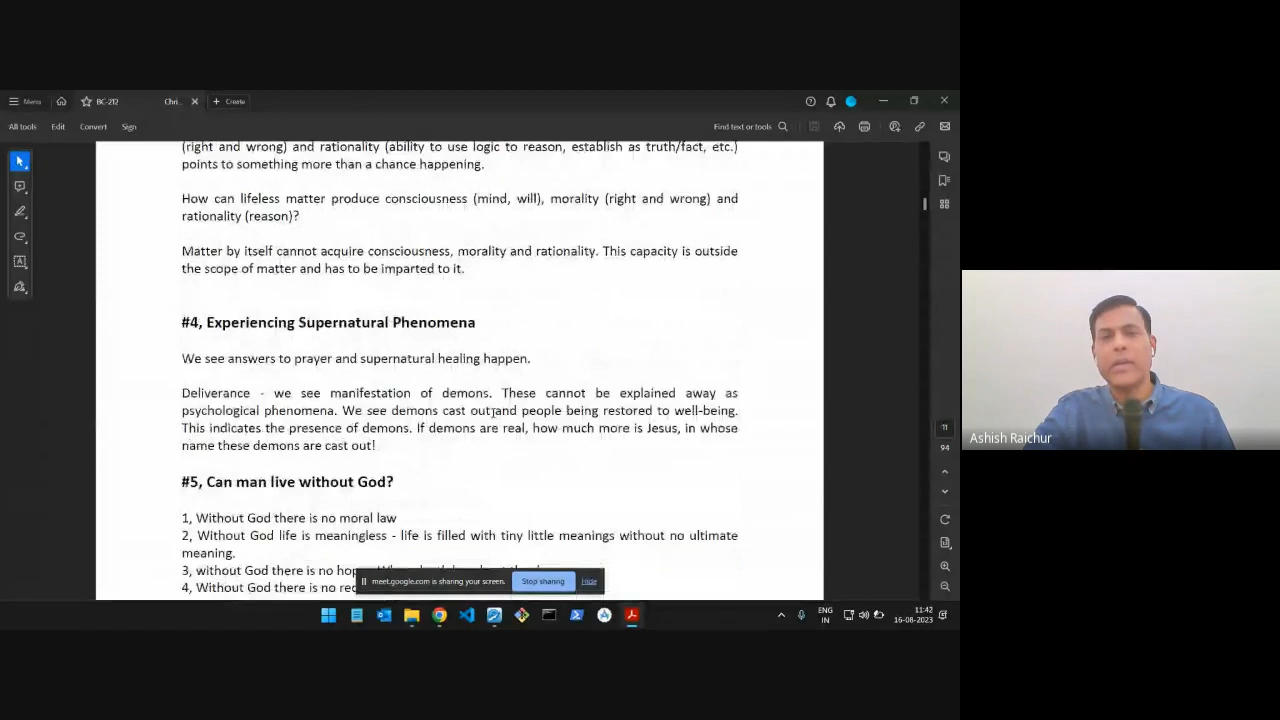 Menu
BC-212
Chri...
Create
All tools
Edit
Convert
Sign
Find text or tools
(right and wrong) and rationality (ability to use logic to reason, establish as truth/fact, etc.)
points to something more than a chance happening.
How can lifeless matter produce consciousness (mind, will), morality (right and wrong) and
rationality (reason)?
Matter by itself cannot acquire consciousness, morality and rationality. This capacity is outside
the scope of matter and has to be imparted to it.
#4, Experiencing Supernatural Phenomena
We see answers to prayer and supernatural healing happen.
Deliverance - we see manifestation of demons. These cannot be explained away as
psychological phenomena. We see demons cast out and people being restored to well-being.
This indicates the presence of demons. If demons are real, how much more is Jesus, in whose
name these demons are cast out!
#5, Can man live without God?
1, Without God there is no moral law
2, Without God life is meaningless - life is filled with tiny little meanings without no ultimate
meaning.
3, without God there is no
4, Without God there is no
meet.google.com is sharing your screen.
Stop sharing
Hide
11
94
ENG
IN
11:42
16-08-2023
Ashish Raichur